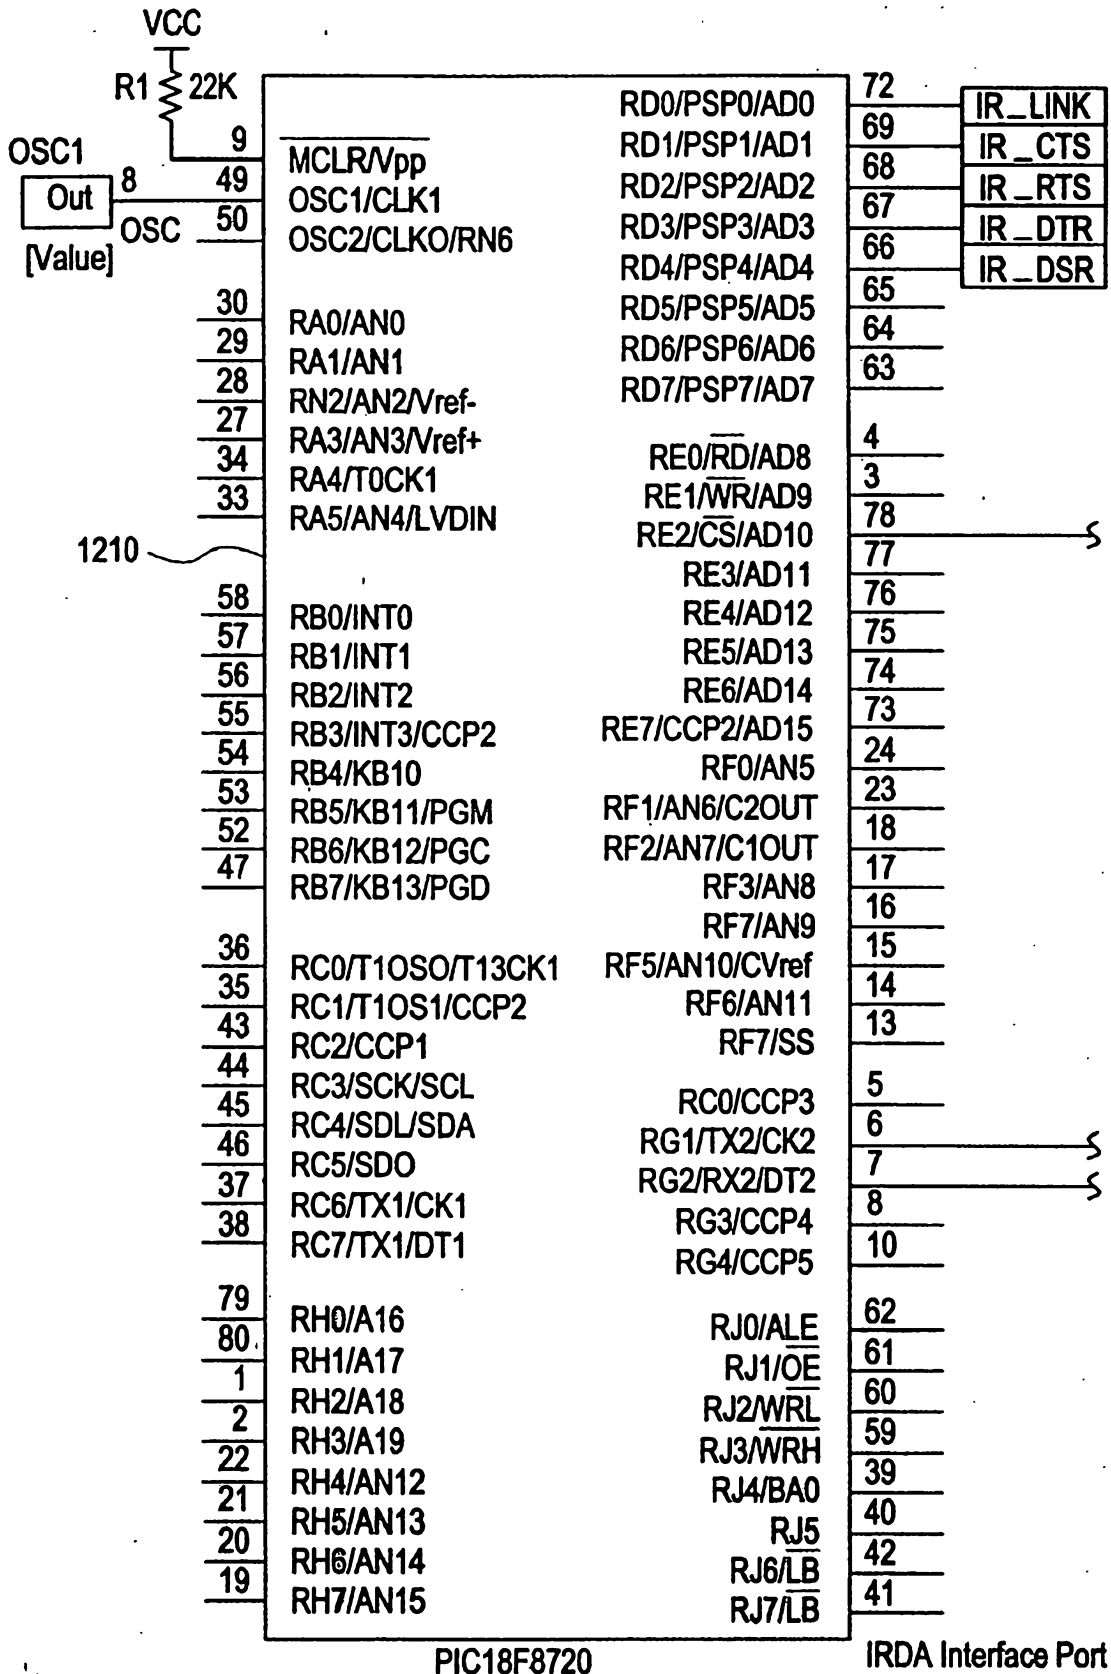 VCC
R1 22K
OSC1
Out
8
OSC
[Value]
9 MCLR/Vpp
49 OSC1/CLK1
50 OSC2/CLKO/RN6
30 RA0/AN0
29 RA1/AN1
28 RN2/AN2/Vref-
27 RA3/AN3/Vref+
34 RA4/T0CK1
33 RA5/AN4/LVDIN
1210
58 RB0/INT0
57 RB1/INT1
56 RB2/INT2
55 RB3/INT3/CCP2
54 RB4/KB10
53 RB5/KB11/PGM
52 RB6/KB12/PGC
47 RB7/KB13/PGD
36 RC0/T1OSO/T13CK1
35 RC1/T1OS1/CCP2
43 RC2/CCP1
44 RC3/SCK/SCL
45 RC4/SDL/SDA
46 RC5/SDO
37 RC6/TX1/CK1
38 RC7/TX1/DT1
79 RH0/A16
80 RH1/A17
1 RH2/A18
2 RH3/A19
22 RH4/AN12
21 RH5/AN13
20 RH6/AN14
19 RH7/AN15
RD0/PSP0/AD0 72 IR_LINK
RD1/PSP1/AD1 69 IR_CTS
RD2/PSP2/AD2 68 IR_RTS
RD3/PSP3/AD3 67 IR_DTR
RD4/PSP4/AD4 66 IR_DSR
RD5/PSP5/AD5 65
RD6/PSP6/AD6 64
RD7/PSP7/AD7 63
RE0/RD/AD8 4
RE1/WR/AD9 3
RE2/CS/AD10 78
RE3/AD11 77
RE4/AD12 76
RE5/AD13 75
RE6/AD14 74
RE7/CCP2/AD15 73
RF0/AN5 24
RF1/AN6/C2OUT 23
RF2/AN7/C1OUT 18
RF3/AN8 17
RF7/AN9 16
RF5/AN10/CVref 15
RF6/AN11 14
RF7/SS 13
RC0/CCP3 5
RG1/TX2/CK2 6
RG2/RX2/DT2 7
RG3/CCP4 8
RG4/CCP5 10
RJ0/ALE 62
RJ1/OE 61
RJ2/WRL 60
RJ3/WRH 59
RJ4/BA0 39
RJ5 40
RJ6/LB 42
RJ7/LB 41
PIC18F8720
IRDA Interface Port